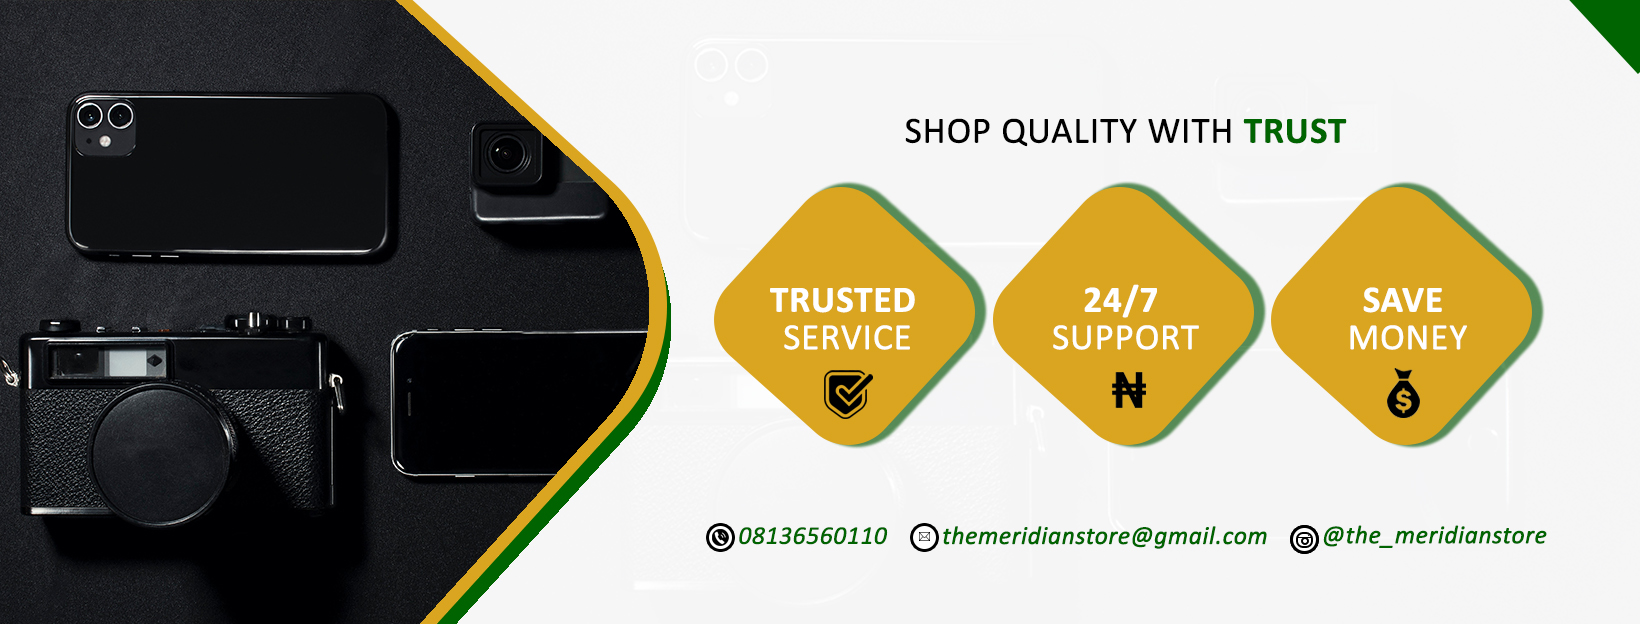 SHOP QUALITY WITH TRUST
TRUSTED
SERVICE
24/7
SUPPORT
₦
SAVE
MONEY
$
08136560110
themeridianstore@gmail.com
@the_meridianstore